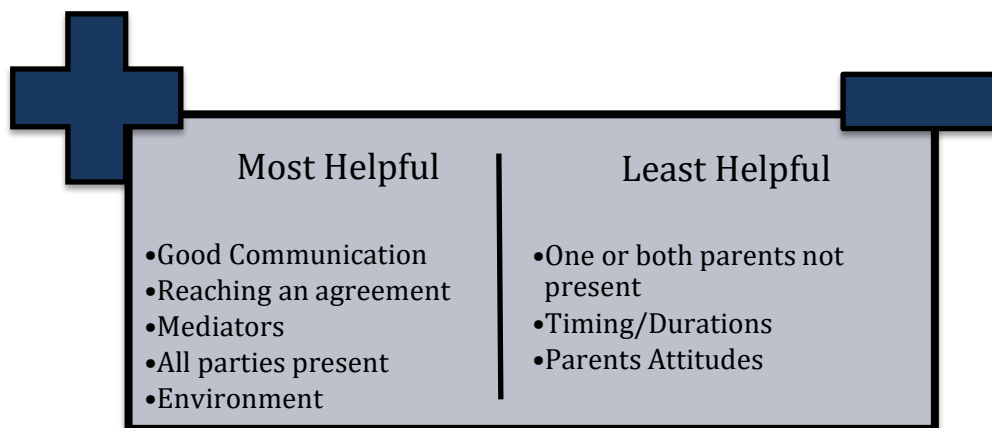 Most Helpful
•Good Communication
•Reaching an agreement
•Mediators
•All parties present
•Environment
Least Helpful
•One or both parents not
present
•Timing/Durations
•Parents Attitudes